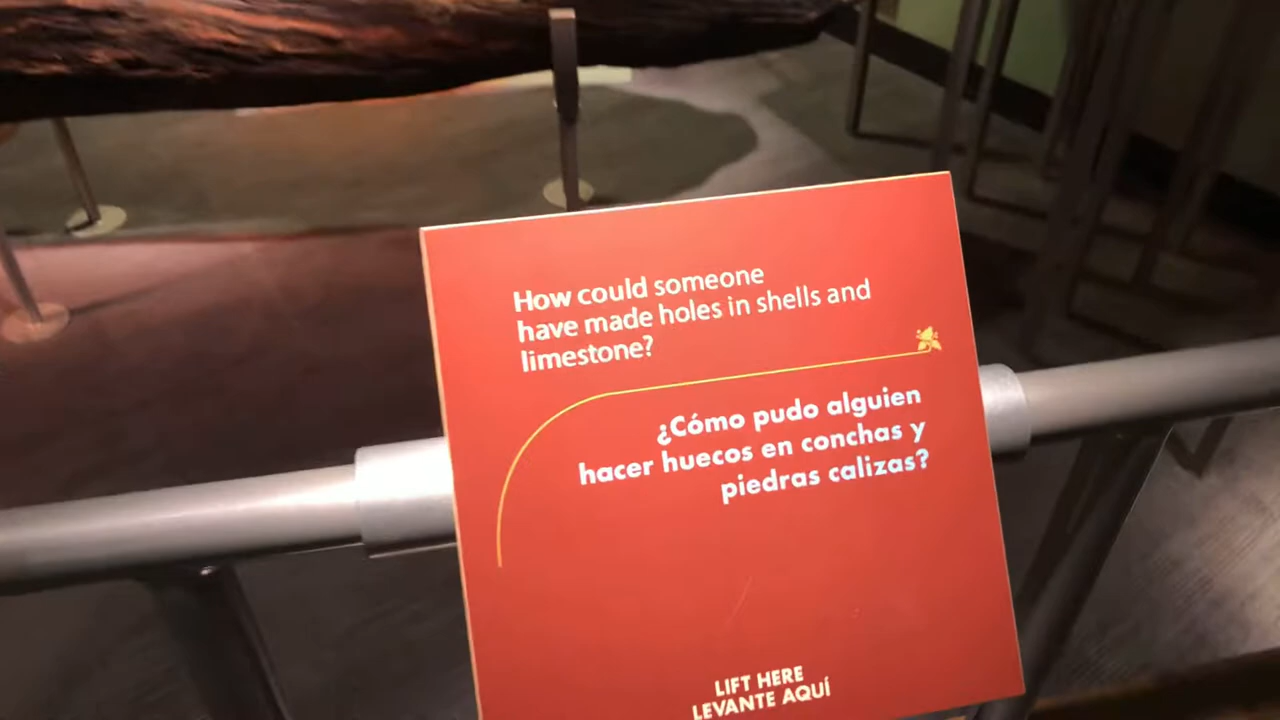 How could someone
have made holes in shells and
limestone?
¿Cómo pudo alguien
hacer huecos en conchas y
piedras calizas?
LIFT HERE
LEVANTE AQUÍ